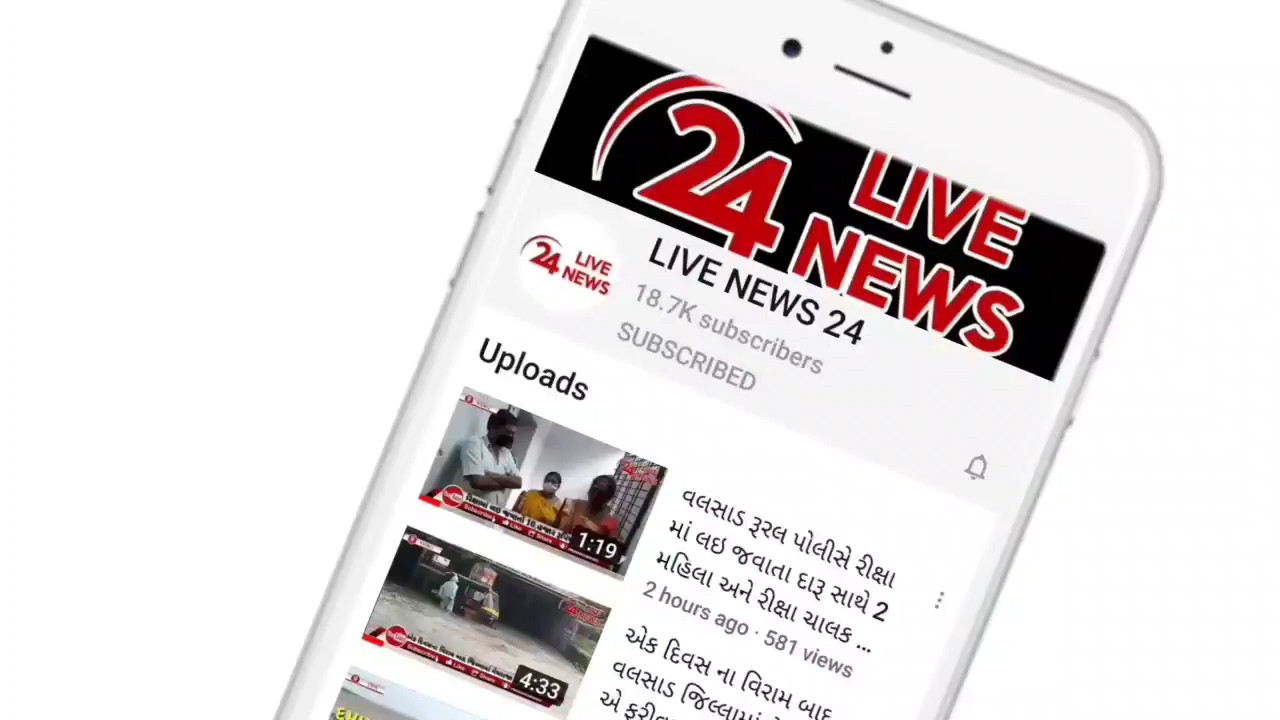 24 LIVE
NEWS
24 LIVE
NEWS
LIVE NEWS 24
18.7K subscribers
SUBSCRIBED
Uploads
1:19
વલસાડ રૂરલ પોલીસે રીક્ષા
માં લઇ જવાતા દારૂ સાથે 2
મહિલા અને રીક્ષા ચાલક ...
2 hours ago · 581 views
4:33
એક દિવસ ના વિરામ બાદ
વલસાડ જિલ્લામાં
એ ફરીવા